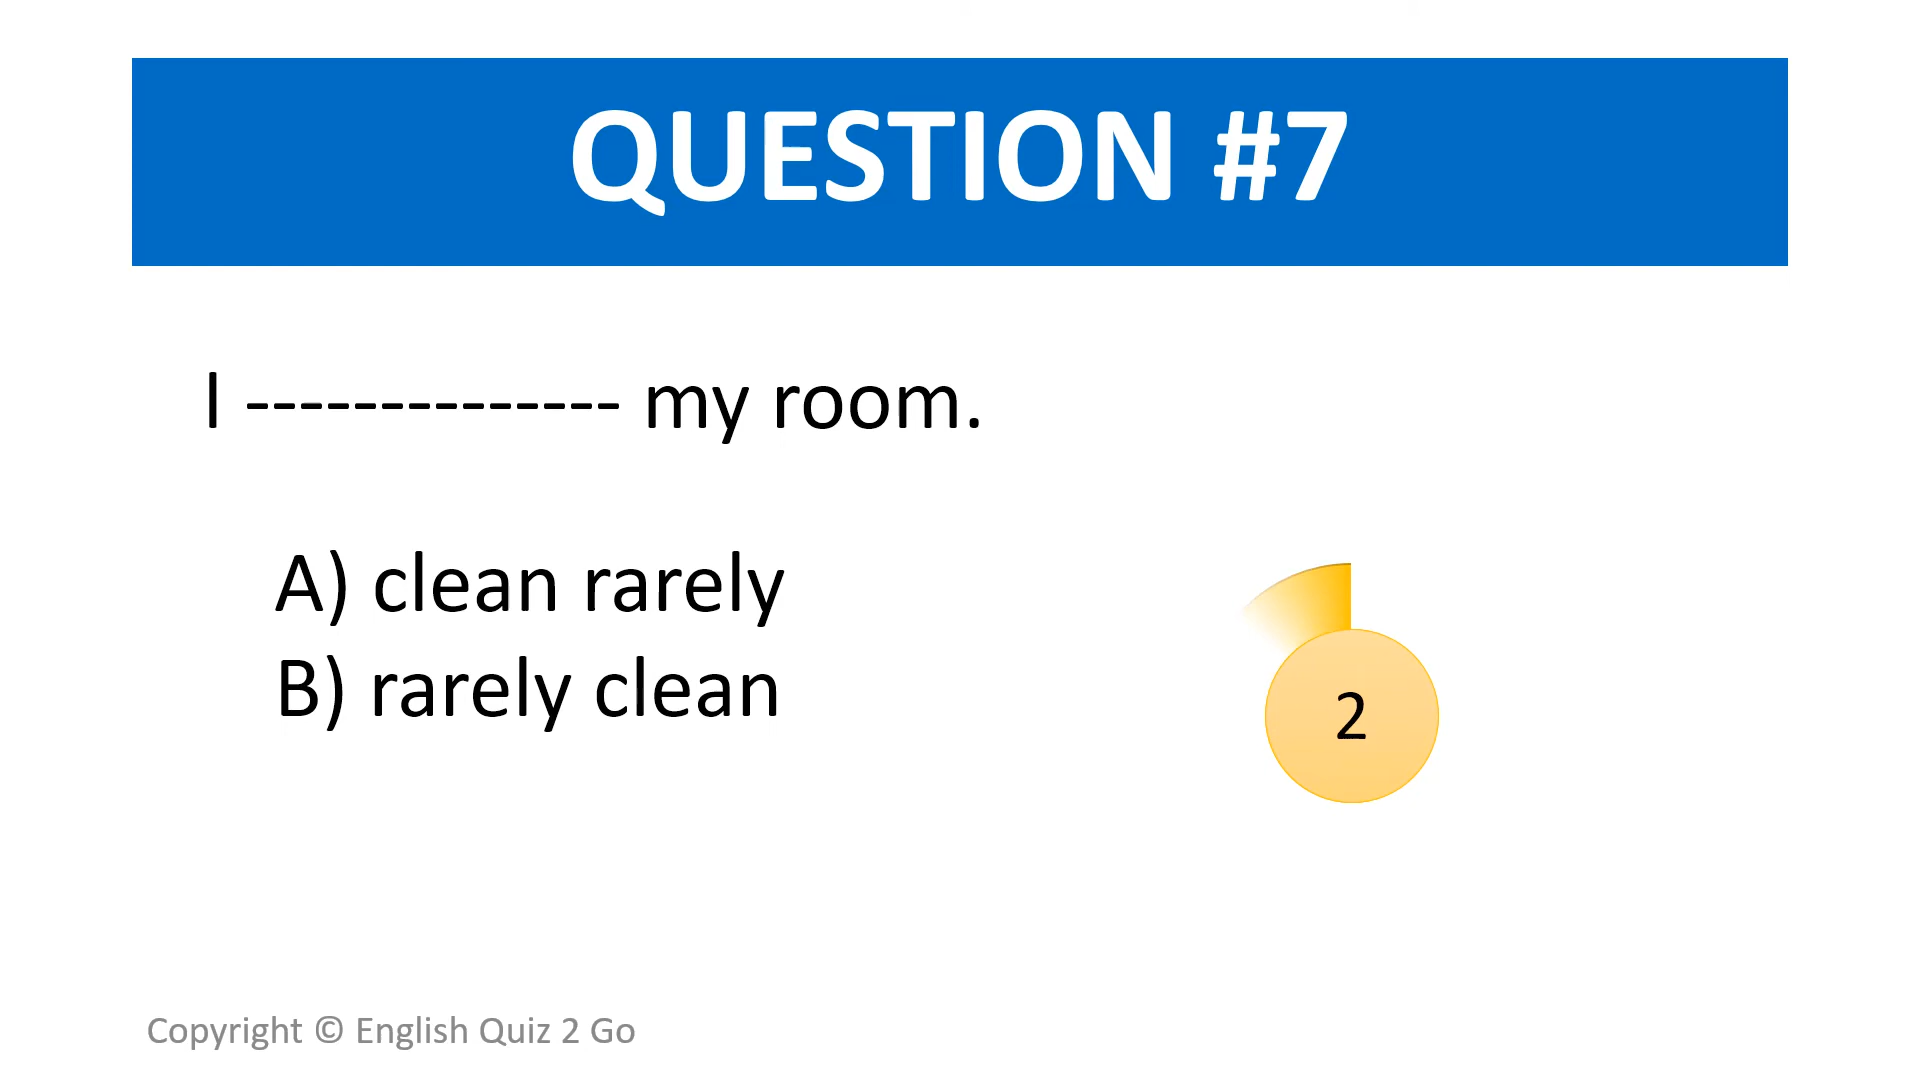 QUESTION #7
I -------------- my room.
A) clean rarely
B) rarely clean
2
Copyright © English Quiz 2 Go